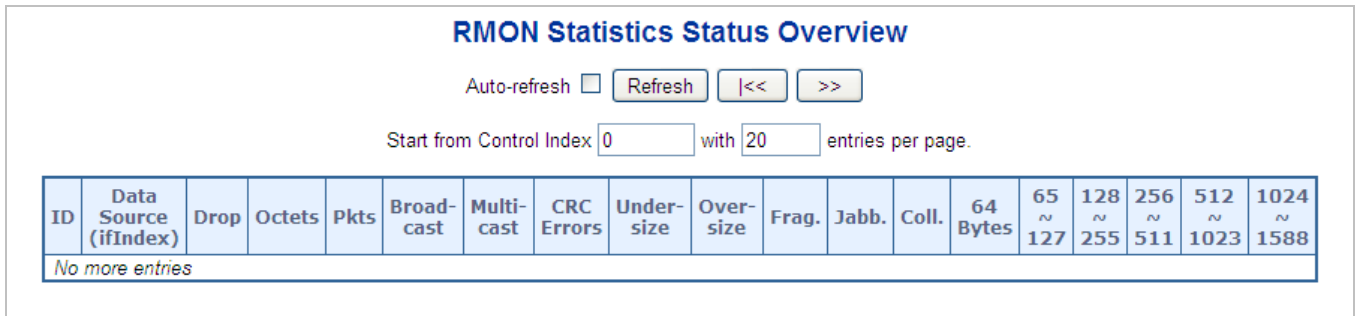 RMON Statistics Status Overview
Auto-refresh Refresh |<< >>
Start from Control Index 0 with 20 entries per page.
ID Data Source (ifIndex) Drop Octets Pkts Broad-cast Multi-cast CRC Errors Under-size Over-size Frag. Jabb. Coll. 64 Bytes 65 ~ 127 128 ~ 255 256 ~ 511 512 ~ 1023 1024 ~ 1588
No more entries